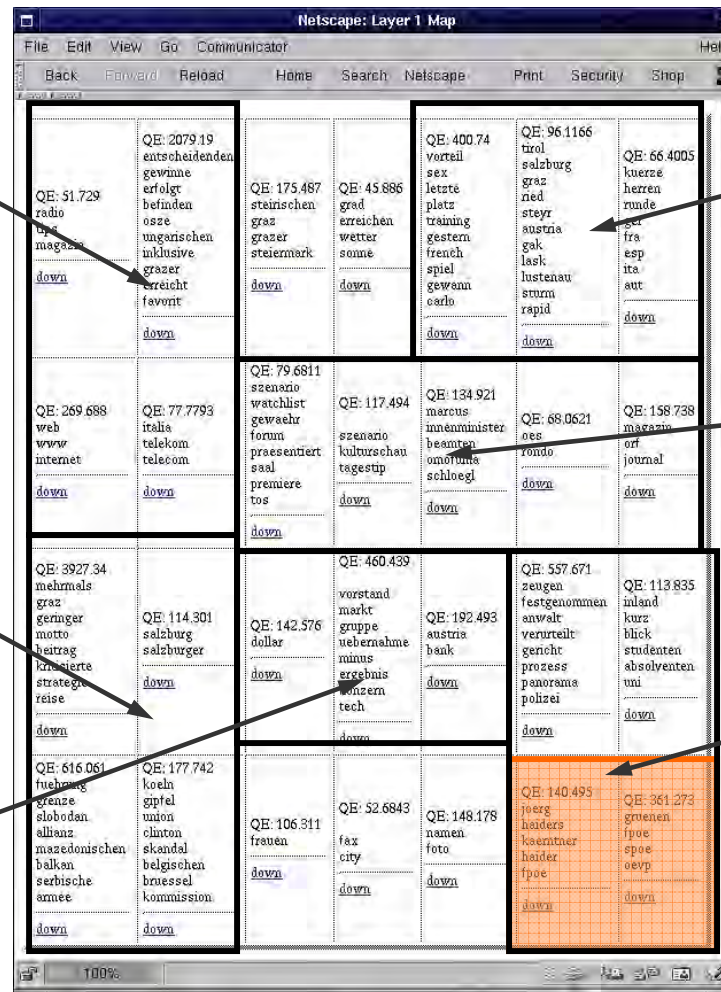 Netscape: Layer 1 Map
File Edit View Go Communicator
Back Forward Reload Home Search Netscape Print Security Shop
QE: 51.729
radio
magazin
down
QE: 2079.19
entscheidenden
gewinne
erfolgt
befinden
osze
ungarischen
inklusive
grazer
erreicht
favorit
down
QE: 175.487
steirischen
graz
grazer
steiermark
down
QE: 45.886
grad
erreichen
wetter
sonne
down
QE: 400.74
vorteil
sex
letzte
platz
training
gestern
french
spiel
gewann
carlo
down
QE: 96.1166
tirol
salzburg
graz
ried
steyr
austria
gak
lask
lustenau
sturm
rapid
down
QE: 66.4005
kuerze
herren
runde
ger
fra
esp
ita
aut
down
QE: 269.688
web
www
internet
down
QE: 77.7793
italia
telekom
telecom
down
QE: 79.6811
szenario
watchlist
gewaehr
forum
praesentiert
saal
premiere
tos
down
QE: 117.494
szenario
kulturschau
tagestip
down
QE: 134.921
marcus
innenminister
beamten
omofuma
schloegl
down
QE: 68.0621
oes
rondo
down
QE: 158.738
magazin
orf
journal
down
QE: 3927.34
mehrmals
graz
geringer
motto
beitrag
kritisierte
strategie
reise
down
QE: 114.301
salzburg
salzburger
down
QE: 142.576
dollar
down
QE: 460.439
vorstand
markt
gruppe
uebernahme
minus
ergebnis
konzern
tech
down
QE: 192.493
austria
bank
down
QE: 557.671
zeugen
festgenommen
anwalt
verurteilt
gericht
prozess
panorama
polizei
down
QE: 113.835
inland
kurz
blick
studenten
absolventen
uni
down
QE: 616.061
fuehrung
grenze
slobodan
allianz
mazedonischen
balkan
serbische
armee
down
QE: 177.742
koeln
gipfel
union
clinton
skandal
belgischen
bruessel
kommission
down
QE: 106.311
frauen
down
QE: 52.6843
fax
city
down
QE: 148.178
namen
foto
down
QE: 140.495
joerg
haiders
kaerntner
haider
fpoe
down
QE: 361.273
gruenen
fpoe
spoe
oevp
down
100%